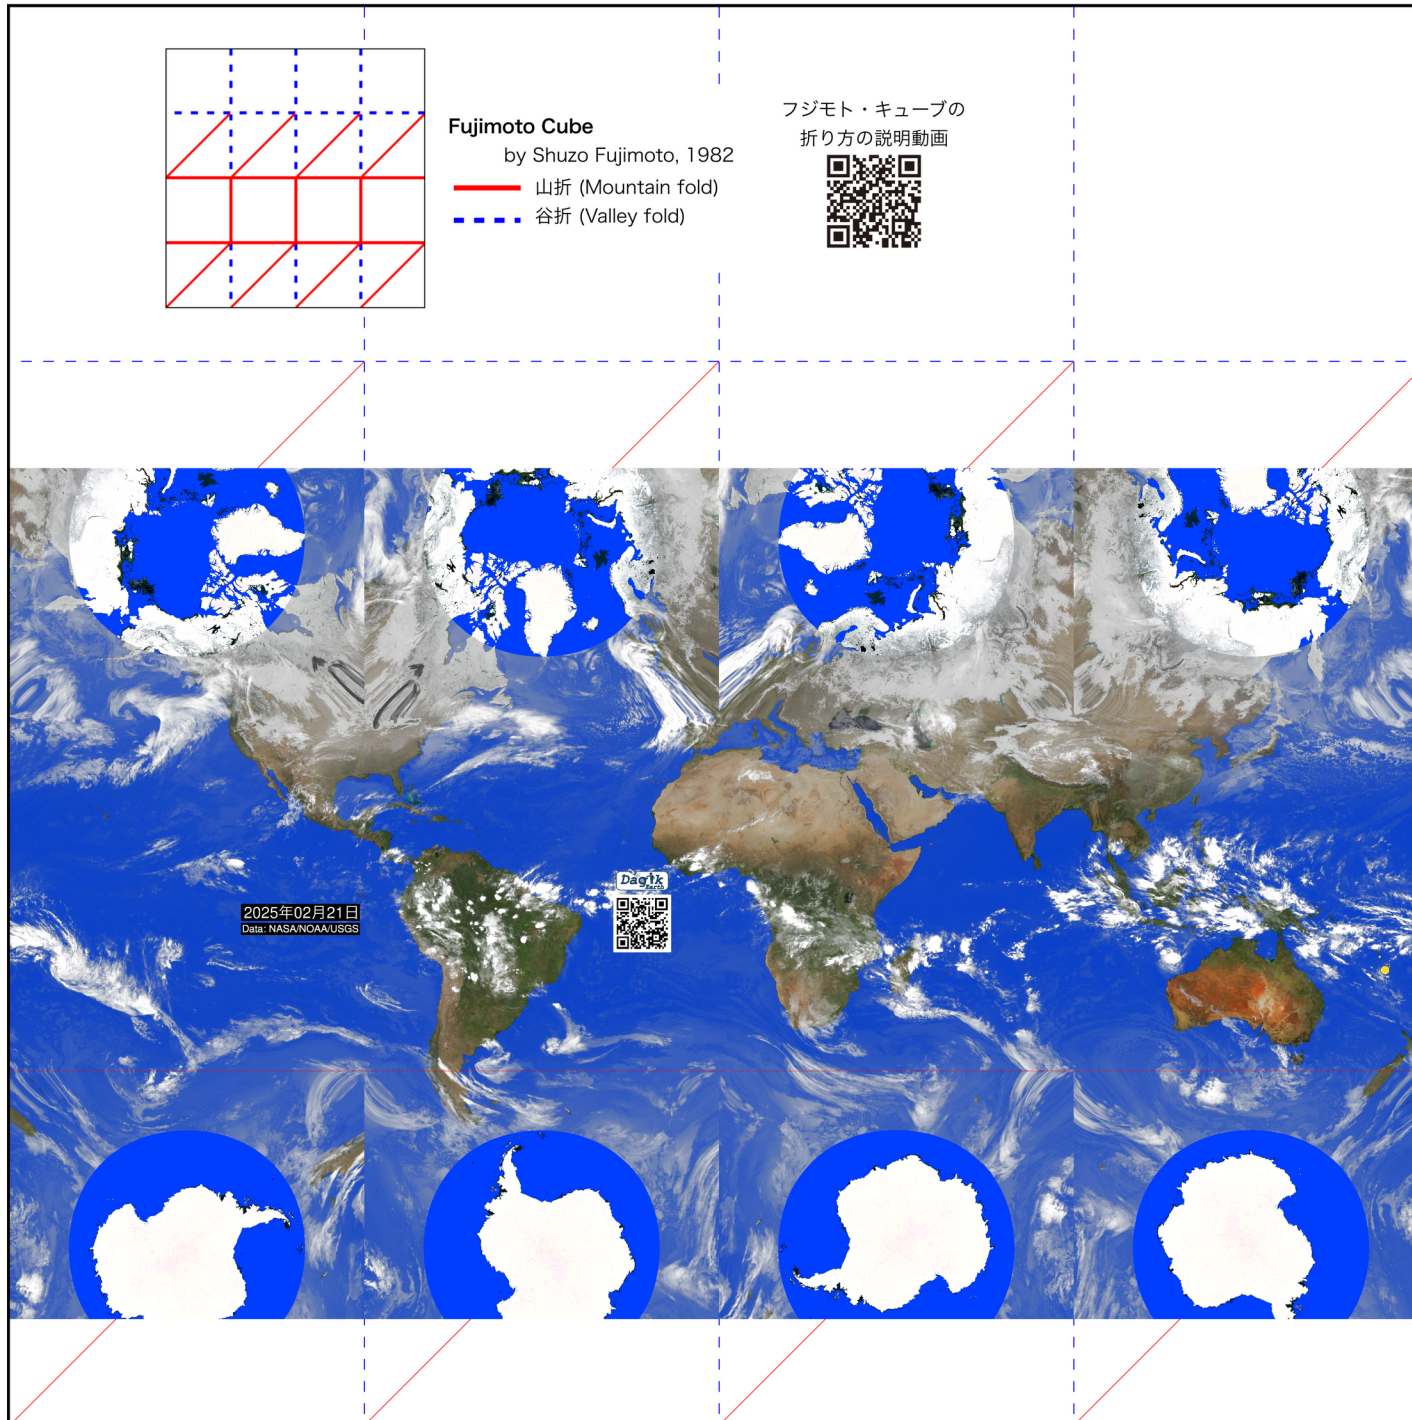 Fujimoto Cube
by Shuzo Fujimoto, 1982
山折 (Mountain fold)
谷折 (Valley fold)
フジモト・キューブの
折り方の説明動画
Dagik
Earth
2025年02月21日
Data: NASA/NOAA/USGS